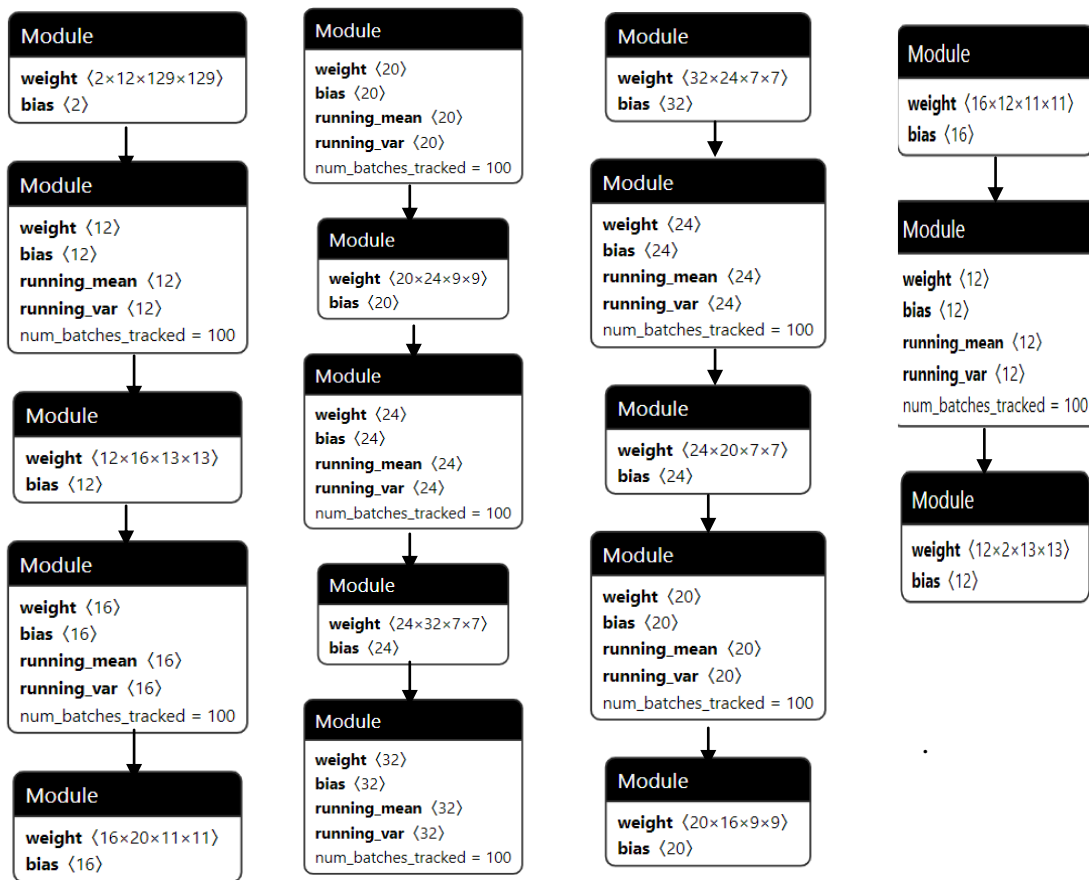 Module
weight 〈2×12×129×129〉
bias 〈2〉
Module
weight 〈12〉
bias 〈12〉
running_mean 〈12〉
running_var 〈12〉
num_batches_tracked = 100
Module
weight 〈12×16×13×13〉
bias 〈12〉
Module
weight 〈16〉
bias 〈16〉
running_mean 〈16〉
running_var 〈16〉
num_batches_tracked = 100
Module
weight 〈16×20×11×11〉
bias 〈16〉
Module
weight 〈20〉
bias 〈20〉
running_mean 〈20〉
running_var 〈20〉
num_batches_tracked = 100
Module
weight 〈20×24×9×9〉
bias 〈20〉
Module
weight 〈24〉
bias 〈24〉
running_mean 〈24〉
running_var 〈24〉
num_batches_tracked = 100
Module
weight 〈24×32×7×7〉
bias 〈24〉
Module
weight 〈32〉
bias 〈32〉
running_mean 〈32〉
running_var 〈32〉
num_batches_tracked = 100
Module
weight 〈32×24×7×7〉
bias 〈32〉
Module
weight 〈24〉
bias 〈24〉
running_mean 〈24〉
running_var 〈24〉
num_batches_tracked = 100
Module
weight 〈24×20×7×7〉
bias 〈24〉
Module
weight 〈20〉
bias 〈20〉
running_mean 〈20〉
running_var 〈20〉
num_batches_tracked = 100
Module
weight 〈20×16×9×9〉
bias 〈20〉
Module
weight 〈16×12×11×11〉
bias 〈16〉
Module
weight 〈12〉
bias 〈12〉
running_mean 〈12〉
running_var 〈12〉
num_batches_tracked = 100
Module
weight 〈12×2×13×13〉
bias 〈12〉
.